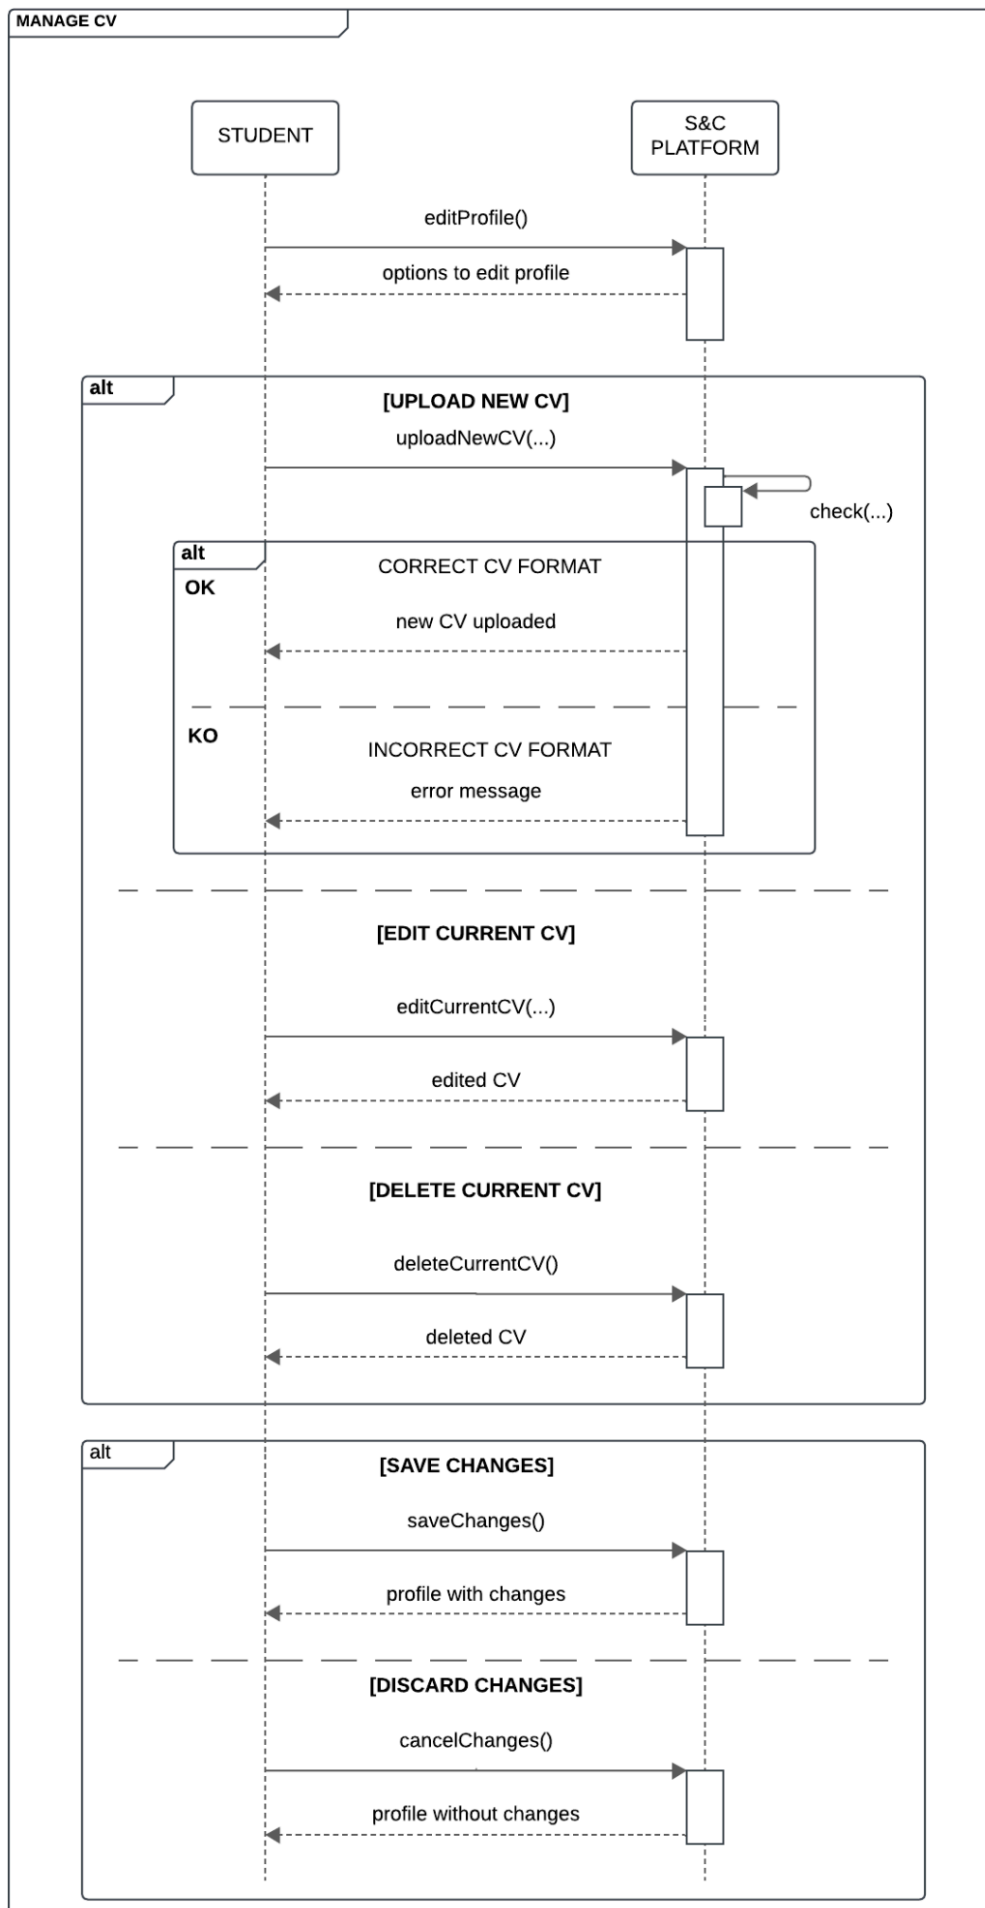 MANAGE CV
STUDENT
S&C
PLATFORM
editProfile()
options to edit profile
alt
[UPLOAD NEW CV]
uploadNewCV(...)
check(...)
alt
CORRECT CV FORMAT
OK
new CV uploaded
KO
INCORRECT CV FORMAT
error message
[EDIT CURRENT CV]
editCurrentCV(...)
edited CV
[DELETE CURRENT CV]
deleteCurrentCV()
deleted CV
alt
[SAVE CHANGES]
saveChanges()
profile with changes
[DISCARD CHANGES]
cancelChanges()
profile without changes